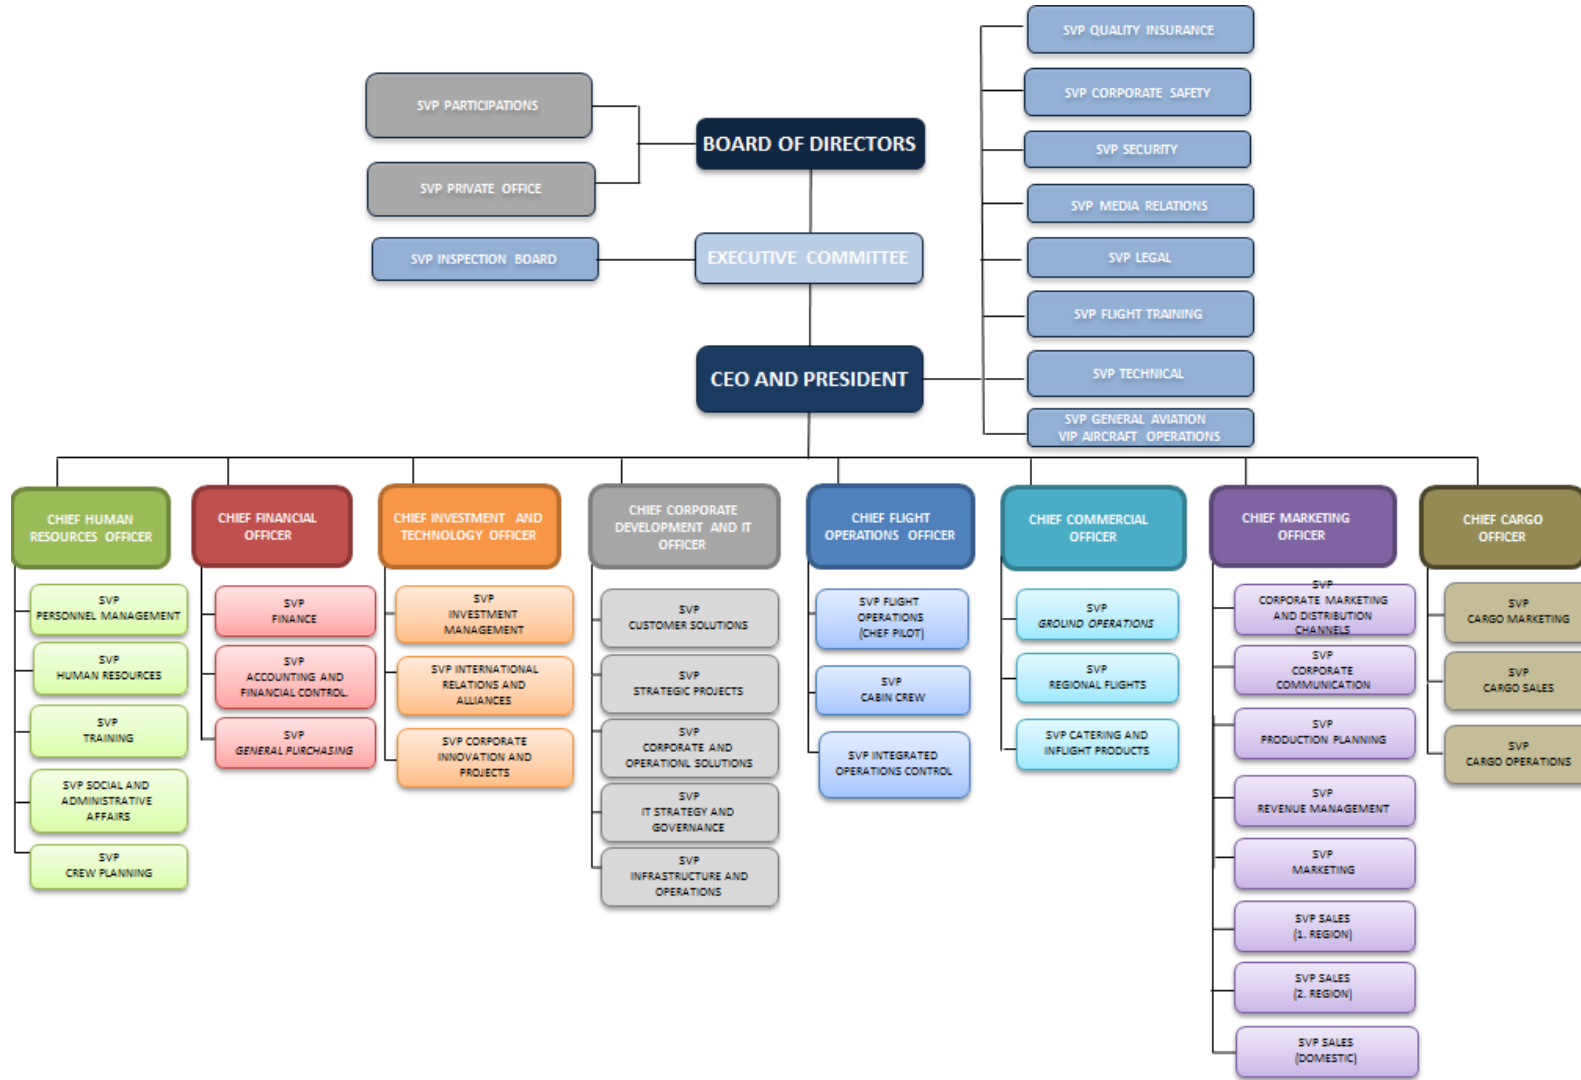 SVP QUALITY INSURANCE
SVP PARTICIPATIONS
SVP CORPORATE SAFETY
BOARD OF DIRECTORS
SVP SECURITY
SVP PRIVATE OFFICE
SVP MEDIA RELATIONS
SVP INSPECTION BOARD
EXECUTIVE COMMITTEE
SVP LEGAL
SVP FLIGHT TRAINING
CEO AND PRESIDENT
SVP TECHNICAL
SVP GENERAL AVIATION
VIP AIRCRAFT OPERATIONS
CHIEF HUMAN
RESOURCES OFFICER
SVP
PERSONNEL MANAGEMENT
SVP
HUMAN RESOURCES
SVP
TRAINING
SVP SOCIAL AND
ADMINISTRATIVE
AFFAIRS
SVP
CREW PLANNING
CHIEF FINANCIAL
OFFICER
SVP
FINANCE
SVP
ACCOUNTING AND
FINANCIAL CONTROL.
SVP
GENERAL PURCHASING
CHIEF INVESTMENT AND
TECHNOLOGY OFFICER
SVP
INVESTMENT
MANAGEMENT
SVP INTERNATIONAL
RELATIONS AND
ALLIANCES
SVP CORPORATE
INNOVATION AND
PROJECTS
CHIEF CORPORATE
DEVELOPMENT AND IT
OFFICER
SVP
CUSTOMER SOLUTIONS
SVP
STRATEGIC PROJECTS
SVP
CORPORATE AND
OPERATIONL SOLUTIONS
SVP
IT STRATEGY AND
GOVERNANCE
SVP
INFRASTRUCTURE AND
OPERATIONS
CHIEF FLIGHT
OPERATIONS OFFICER
SVP FLIGHT
OPERATIONS
(CHEF PILOT)
SVP
CABIN CREW
SVP INTEGRATED
OPERATIONS CONTROL
CHIEF COMMERCIAL
OFFICER
SVP
GROUND OPERATIONS
SVP
REGIONAL FLIGHTS
SVP CATERING AND
INFLIGHT PRODUCTS
CHIEF MARKETING
OFFICER
SVP
CORPORATE MARKETING
AND DISTRIBUTION
CHANNELS
SVP
CORPORATE
COMMUNICATION
SVP
PRODUCTION PLANNING
SVP
REVENUE MANAGEMENT
SVP
MARKETING
SVP SALES
(1. REGION)
SVP SALES
(2. REGION)
SVP SALES
(DOMESTIC)
CHIEF CARGO
OFFICER
SVP
CARGO MARKETING
SVP
CARGO SALES
SVP
CARGO OPERATIONS